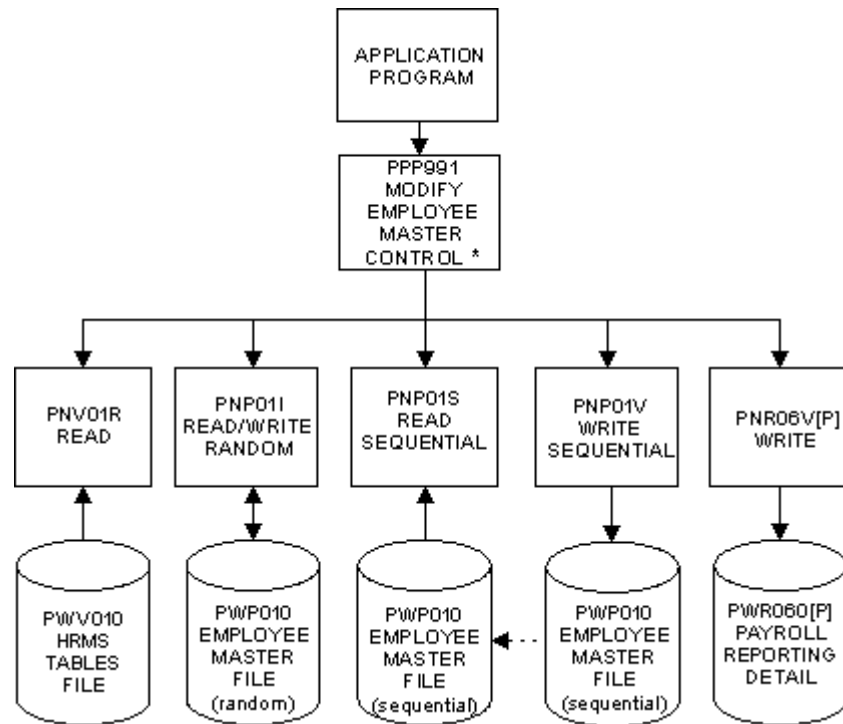 APPLICATION
PROGRAM
PPP991
MODIFY
EMPLOYEE
MASTER
CONTROL *
PNV01R
READ
PNP01I
READ/WRITE
RANDOM
PNP01S
READ
SEQUENTIAL
PNP01V
WRITE
SEQUENTIAL
PNR06V[P]
WRITE
PWV010
HRMS
TABLES
FILE
PWP010
EMPLOYEE
MASTER
FILE
(random)
PWP010
EMPLOYEE
MASTER
FILE
(sequential)
PWP010
EMPLOYEE
MASTER
FILE
(sequential)
PWR060[P]
PAYROLL
REPORTING
DETAIL